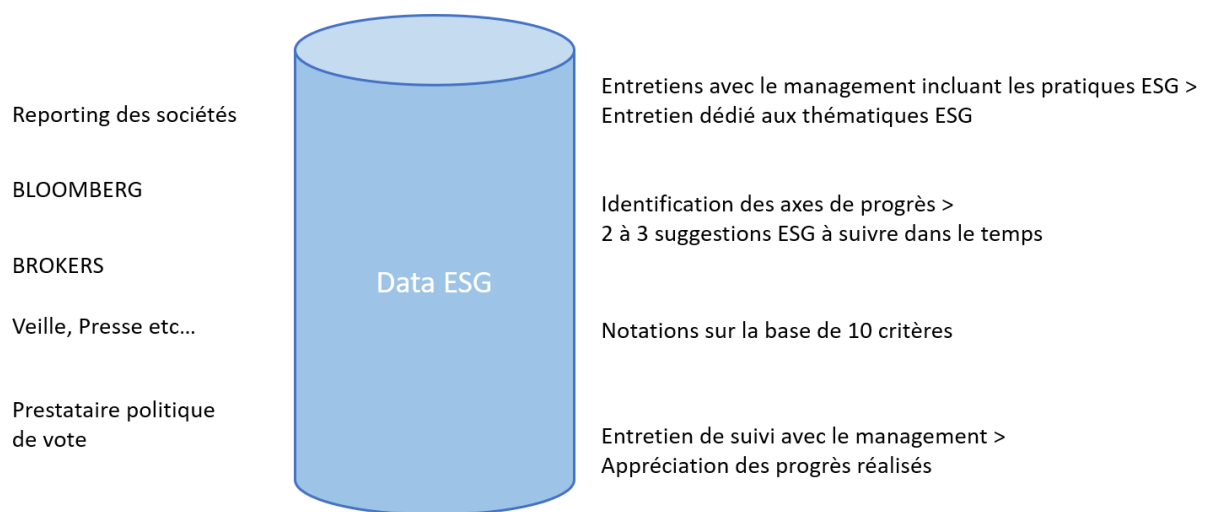 Reporting des sociétés
BLOOMBERG
BROKERS
Veille, Presse etc…
Prestataire politique
de vote
Data ESG
Entretiens avec le management incluant les pratiques ESG >
Entretien dédié aux thématiques ESG
Identification des axes de progrès >
2 à 3 suggestions ESG à suivre dans le temps
Notations sur la base de 10 critères
Entretien de suivi avec le management >
Appréciation des progrès réalisés